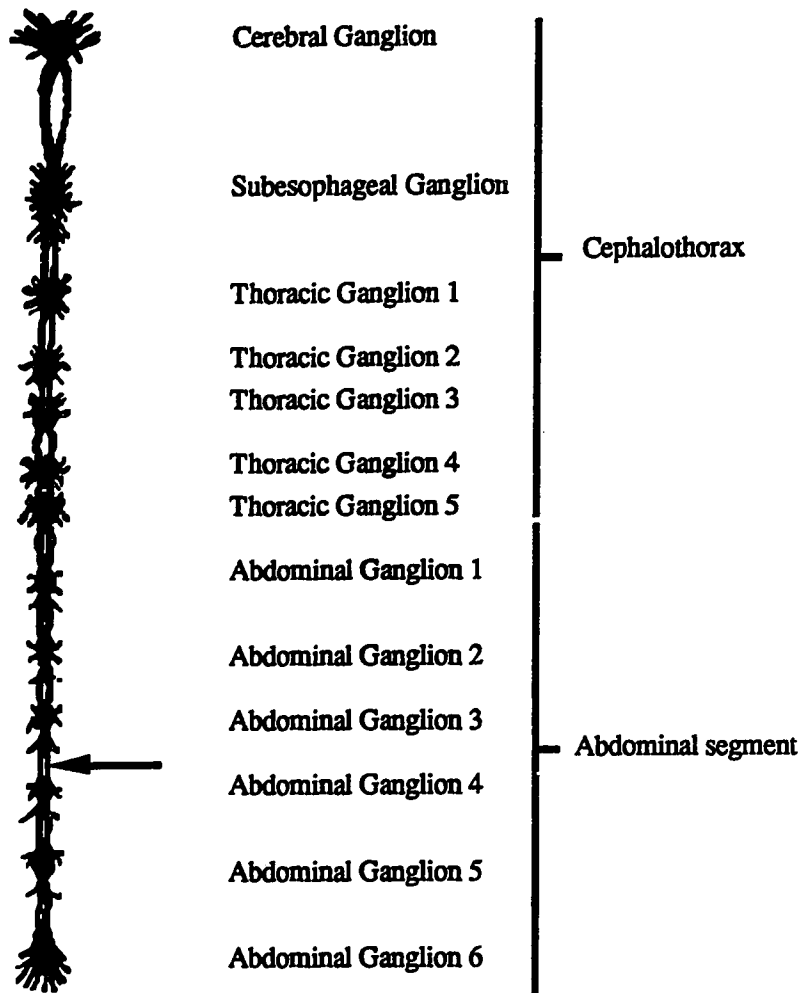 Cerebral Ganglion
Subesophageal Ganglion
Cephalothorax
Thoracic Ganglion 1
Thoracic Ganglion 2
Thoracic Ganglion 3
Thoracic Ganglion 4
Thoracic Ganglion 5
Abdominal Ganglion 1
Abdominal Ganglion 2
Abdominal Ganglion 3
Abdominal segment
Abdominal Ganglion 4
Abdominal Ganglion 5
Abdominal Ganglion 6